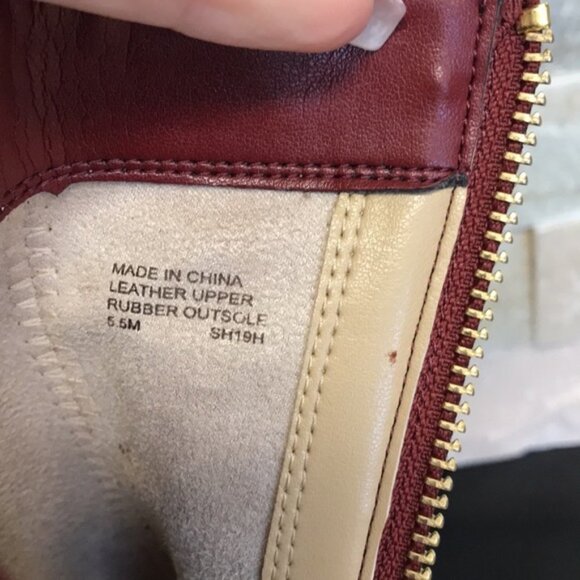 MADE IN CHINA
LEATHER UPPER
RUBBER OUTSOLE
5.5M SH19H